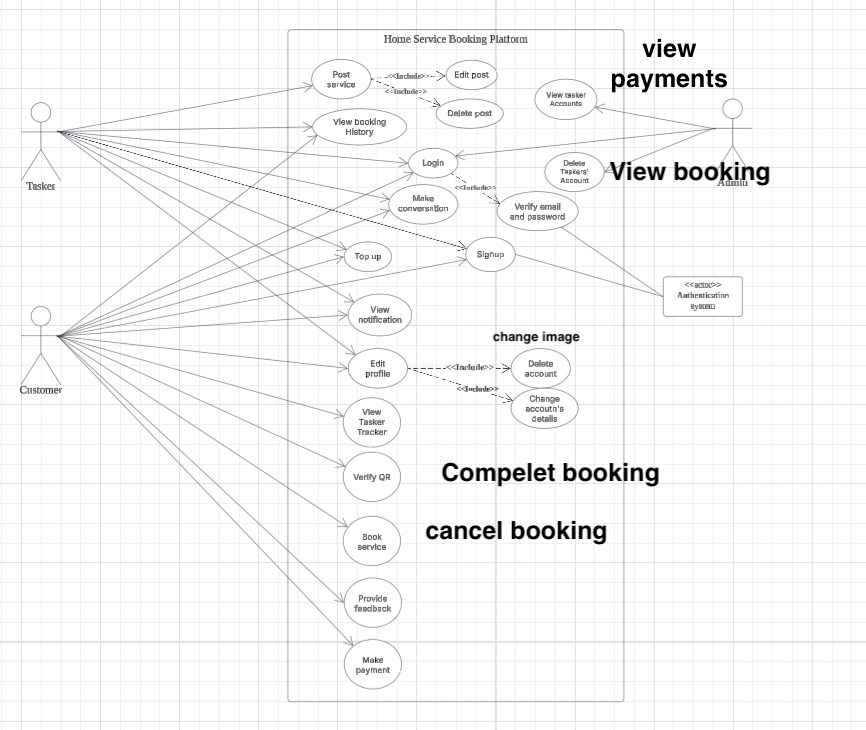 Home Service Booking Platform
view
payments
Post
service
<<Include>>
Edit post
<<Include>>
Delete post
View tasker
Accounts
View booking
History
Tasker
Login
Delete
Taskers'
Account
View booking
Admin
<<Include>>
Make
conversation
Verify email
and password
Top up
Signup
<<actor>>
Authentication
system
View
notification
change image
Customer
Edit
profile
<<Include>>
Delete
account
<<Include>>
Change
accoutn's
details
View
Tasker
Tracker
Verify QR
Compelet booking
Book
service
cancel booking
Provide
feedback
Make
payment